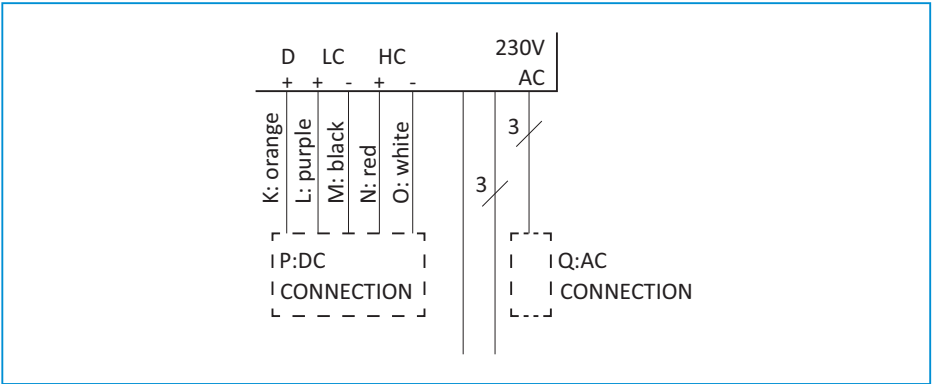 230V
D LC HC
AC
+ + - + -
K: orange
L: purple
M: black
N: red
O: white
3
3
P:DC
CONNECTION
Q:AC
CONNECTION